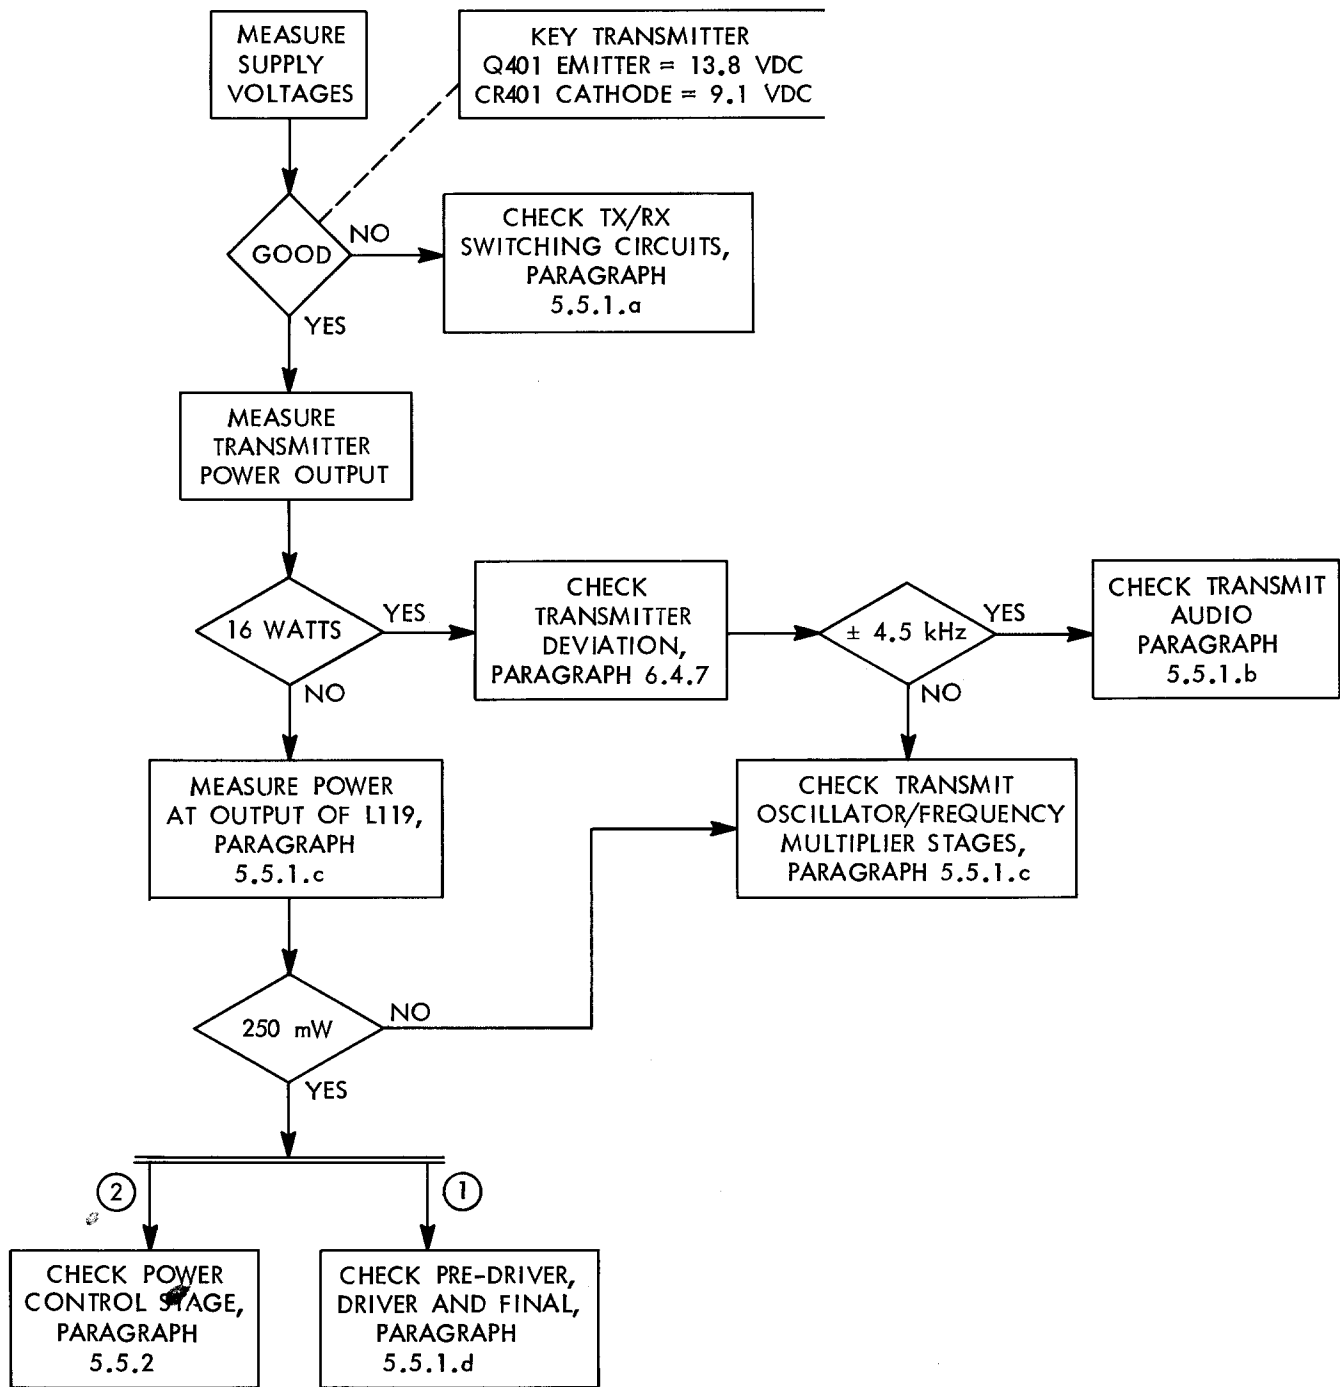 MEASURE
SUPPLY
VOLTAGES
KEY TRANSMITTER
Q401 EMITTER = 13.8 VDC
CR401 CATHODE = 9.1 VDC
GOOD
NO
CHECK TX/RX
SWITCHING CIRCUITS,
PARAGRAPH
5.5.1.a
YES
MEASURE
TRANSMITTER
POWER OUTPUT
16 WATTS
YES
CHECK
TRANSMITTER
DEVIATION,
PARAGRAPH 6.4.7
± 4.5 kHz
YES
CHECK TRANSMIT
AUDIO
PARAGRAPH
5.5.1.b
NO
NO
MEASURE POWER
AT OUTPUT OF L119,
PARAGRAPH
5.5.1.c
CHECK TRANSMIT
OSCILLATOR/FREQUENCY
MULTIPLIER STAGES,
PARAGRAPH 5.5.1.c
250 mW
NO
YES
2
1
CHECK POWER
CONTROL STAGE,
PARAGRAPH
5.5.2
CHECK PRE-DRIVER,
DRIVER AND FINAL,
PARAGRAPH
5.5.1.d